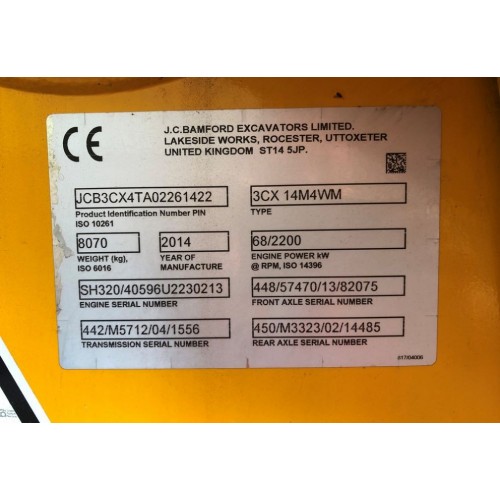 CE
J.C.BAMFORD EXCAVATORS LIMITED.
LAKESIDE WORKS, ROCESTER, UTTOXETER
UNITED KINGDOM ST14 5JP.
JCB3CX4TA02261422
Product Identification Number PIN
ISO 10261
3CX 14M4WM
TYPE
8070
WEIGHT (kg),
ISO 6016
2014
YEAR OF
MANUFACTURE
68/2200
ENGINE POWER kW
@ RPM, ISO 14396
SH320/40596U2230213
ENGINE SERIAL NUMBER
448/57470/13/82075
FRONT AXLE SERIAL NUMBER
442/M5712/04/1556
TRANSMISSION SERIAL NUMBER
450/M3323/02/14485
REAR AXLE SERIAL NUMBER
817/04006